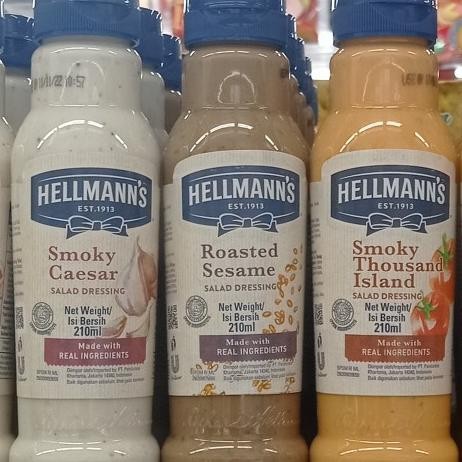 HELLMANN'S
EST.1913
Smoky
Caesar
SALAD DRESSING
Net Weight/
Isi Bersih
210ml
Made with
REAL INGREDIENTS
HELLMANN'S
EST.1913
Roasted
Sesame
SALAD DRESSING
Net Weight/
Isi Bersih
210ml
Made with
REAL INGREDIENTS
HELLMANN'S
EST.1913
Smoky
Thousand
Island
SALAD DRESSING
Net Weight/
Isi Bersih
210ml
Made with
REAL INGREDIENTS